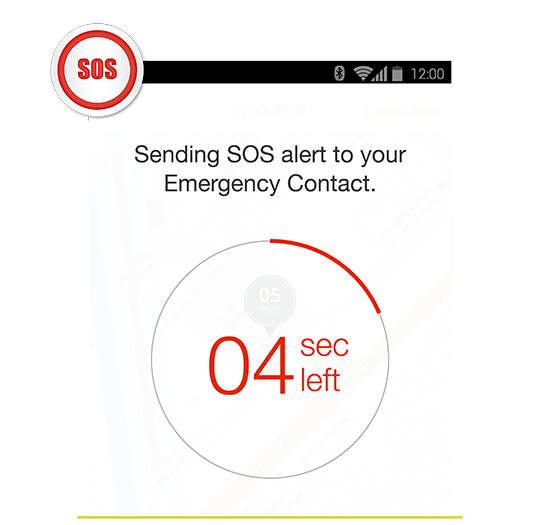 SOS
12:00
Track Ride
Cancel Ride
Sending SOS alert to your
Emergency Contact.
05
min
04 sec
left